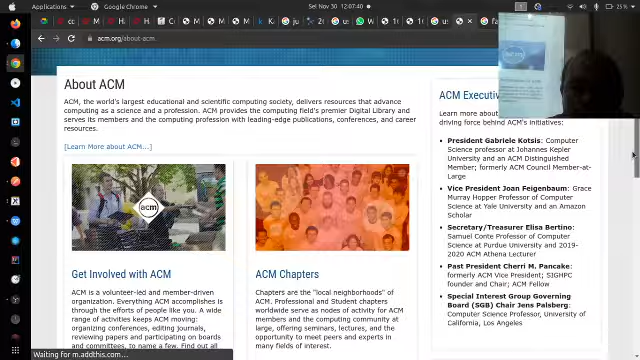 Activities
Google Chrome
Sel Nov 30 12:07:40
25%
acm.org/about-acm
About ACM
ACM, the world's largest educational and scientific computing society, delivers resources that advance
computing as a science and a profession. ACM provides the computing field's premier Digital Library and
serves its members and the computing profession with leading-edge publications, conferences, and career
resources.
[Learn More about ACM...]
acm
Get Involved with ACM
ACM is a volunteer-led and member-driven
organization. Everything ACM accomplishes is
through the efforts of people like you. A wide
range of activities keeps ACM moving:
organizing conferences, editing journals,
reviewing papers and participating on boards
and committees, to name a few. Find out all
ACM Chapters
Chapters are the "local neighborhoods" of
ACM. Professional and Student chapters
worldwide serve as nodes of activity for ACM
members and the computing community at
large, offering seminars, lectures, and the
opportunity to meet peers and experts in
many fields of interest.
ACM Executiv
Learn more about
driving force behind ACM's initiatives:
President Gabriele Kotsis: Computer
Science professor at Johannes Kepler
University and an ACM Distinguished
Member; formerly ACM Council Member-at-
Large
Vice President Joan Feigenbaum: Grace
Murray Hopper Professor of Computer
Science at Yale University and an Amazon
Scholar
Secretary/Treasurer Elisa Bertino:
Samuel Conte Professor of Computer
Science at Purdue University and 2019-
2020 ACM Athena Lecturer
Past President Cherri M. Pancake:
formerly ACM Vice President; SIGHPC
founder and Chair; ACM Fellow
Special Interest Group Governing
Board (SGB) Chair Jens Palsberg:
Computer Science Professor, University of
California, Los Angeles
Waiting for m.addthis.com...